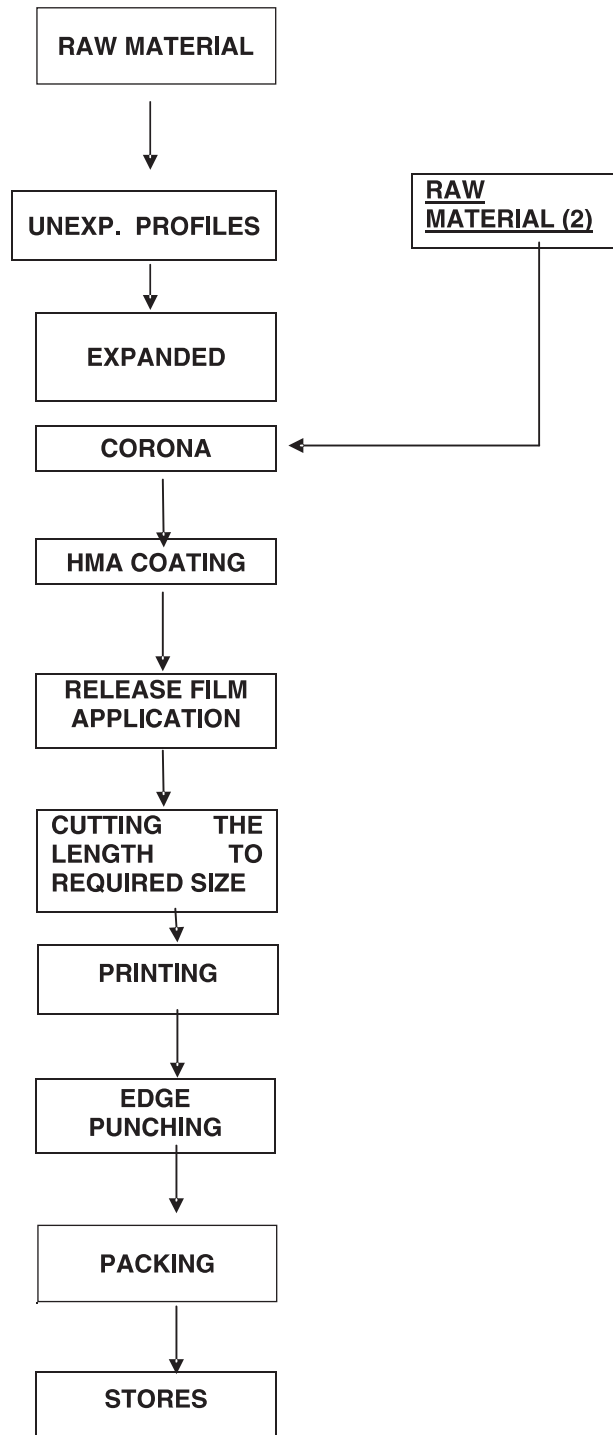 RAW MATERIAL
UNEXP. PROFILES
RAW
MATERIAL (2)
EXPANDED
CORONA
HMA COATING
RELEASE FILM
APPLICATION
CUTTING THE
LENGTH TO
REQUIRED SIZE
PRINTING
EDGE
PUNCHING
PACKING
STORES